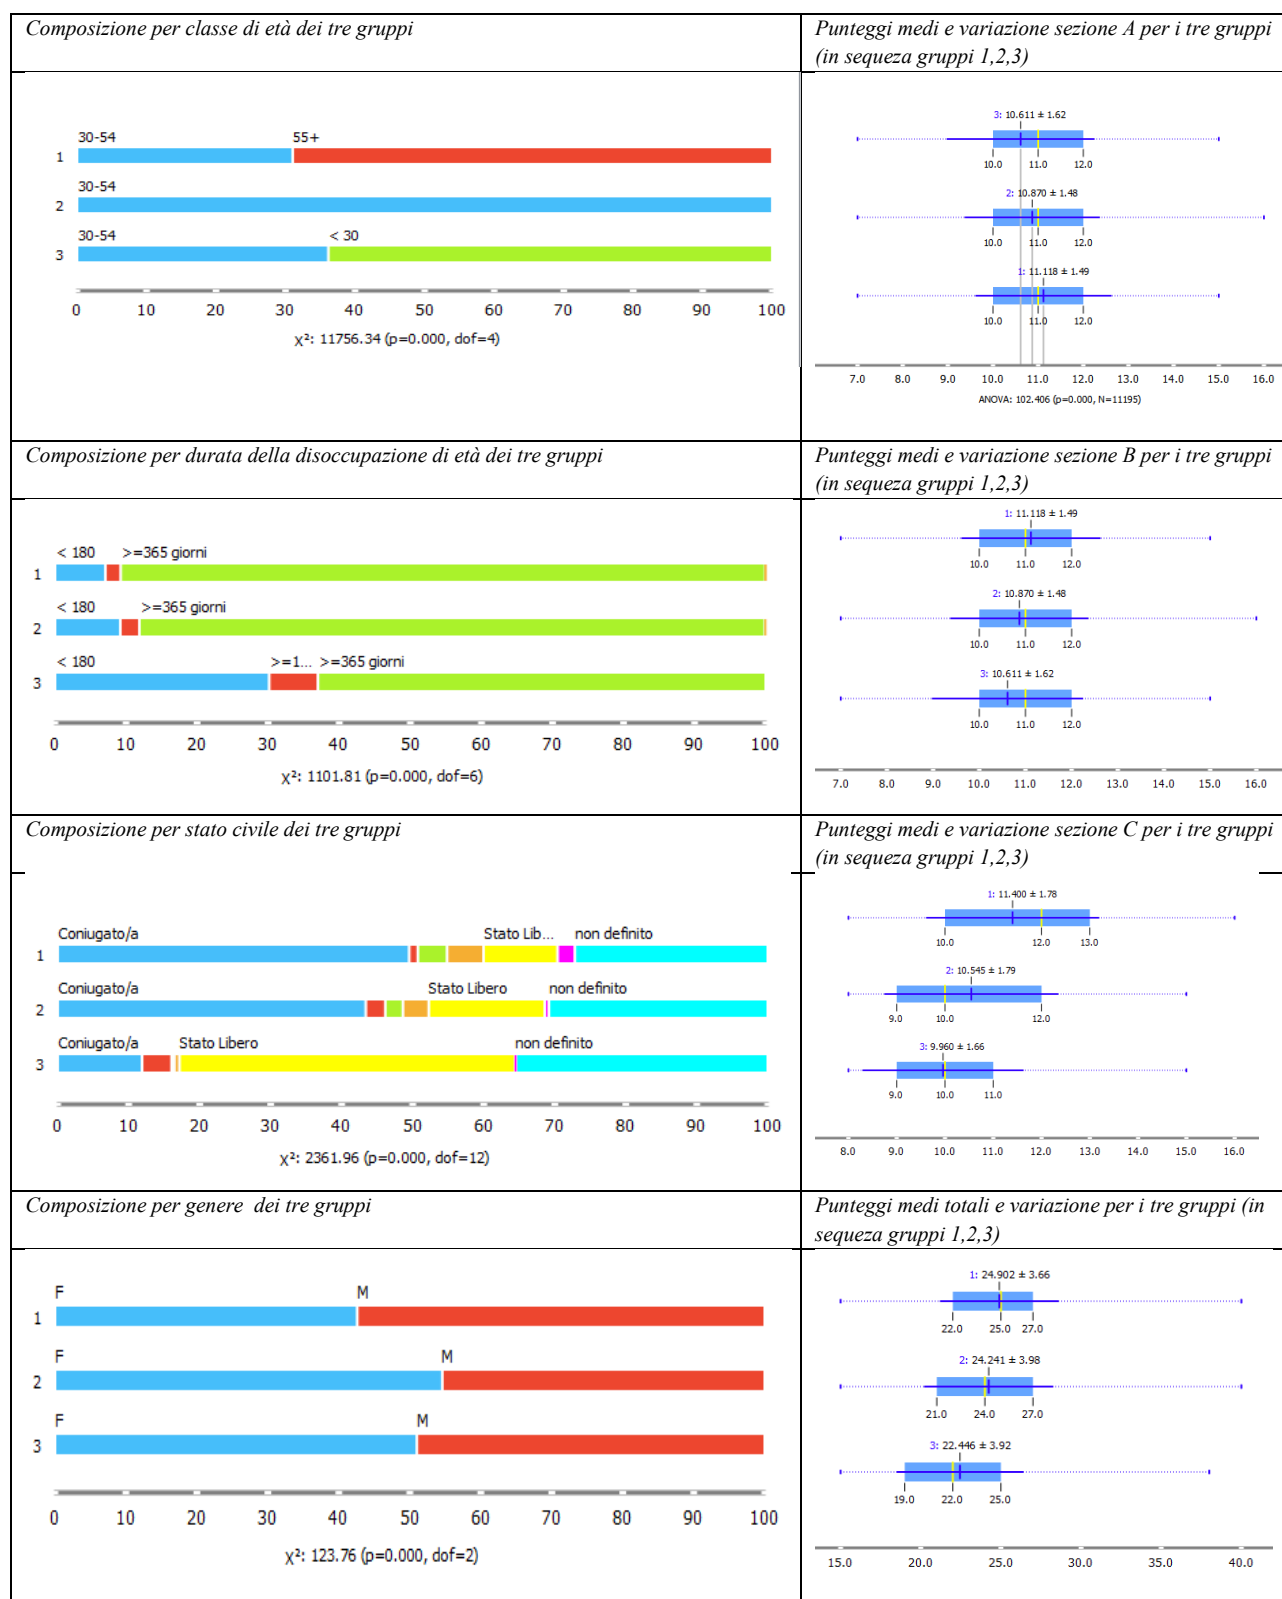 Composizione per classe di età dei tre gruppi
Punteggi medi e variazione sezione A per i tre gruppi
(in sequeza gruppi 1,2,3)
30-54 55+
1
30-54
2
30-54 < 30
3
0 10 20 30 40 50 60 70 80 90 100
χ²: 11756.34 (p=0.000, dof=4)
3: 10.611 ± 1.62
10.0 11.0 12.0
2: 10.870 ± 1.48
10.0 11.0 12.0
1: 11.118 ± 1.49
10.0 11.0 12.0
7.0 8.0 9.0 10.0 11.0 12.0 13.0 14.0 15.0 16.0
ANOVA: 102.406 (p=0.000, N=11195)
Composizione per durata della disoccupazione di età dei tre gruppi
Punteggi medi e variazione sezione B per i tre gruppi
(in sequeza gruppi 1,2,3)
< 180 >=365 giorni
1
< 180 >=365 giorni
2
< 180 >=1... >=365 giorni
3
0 10 20 30 40 50 60 70 80 90 100
χ²: 1101.81 (p=0.000, dof=6)
1: 11.118 ± 1.49
10.0 11.0 12.0
2: 10.870 ± 1.48
10.0 11.0 12.0
3: 10.611 ± 1.62
10.0 11.0 12.0
7.0 8.0 9.0 10.0 11.0 12.0 13.0 14.0 15.0 16.0
Composizione per stato civile dei tre gruppi
Punteggi medi e variazione sezione C per i tre gruppi
(in sequeza gruppi 1,2,3)
Coniugato/a Stato Lib... non definito
1
Coniugato/a Stato Libero non definito
2
Coniugato/a Stato Libero non definito
3
0 10 20 30 40 50 60 70 80 90 100
χ²: 2361.96 (p=0.000, dof=12)
1: 11.400 ± 1.78
10.0 12.0 13.0
2: 10.545 ± 1.79
9.0 10.0 12.0
3: 9.960 ± 1.66
9.0 10.0 11.0
8.0 9.0 10.0 11.0 12.0 13.0 14.0 15.0 16.0
Composizione per genere dei tre gruppi
Punteggi medi totali e variazione per i tre gruppi (in
sequeza gruppi 1,2,3)
F M
1
F M
2
F M
3
0 10 20 30 40 50 60 70 80 90 100
χ²: 123.76 (p=0.000, dof=2)
1: 24.902 ± 3.66
22.0 25.0 27.0
2: 24.241 ± 3.98
21.0 24.0 27.0
3: 22.446 ± 3.92
19.0 22.0 25.0
15.0 20.0 25.0 30.0 35.0 40.0